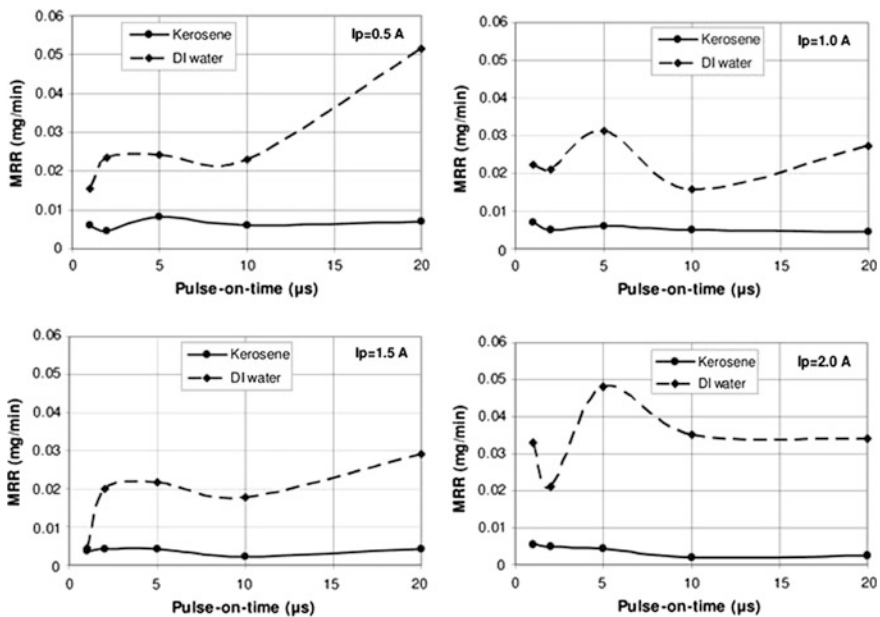 Kerosene
DI water
Ip=0.5 A
MRR (mg/min)
0.06
0.05
0.04
0.03
0.02
0.01
0
0 5 10 15 20
Pulse-on-time (µs)
Kerosene
DI water
Ip=1.0 A
MRR (mg/min)
0.06
0.05
0.04
0.03
0.02
0.01
0
0 5 10 15 20
Pulse-on-time (µs)
Kerosene
DI water
Ip=1.5 A
MRR (mg/min)
0.06
0.05
0.04
0.03
0.02
0.01
0
0 5 10 15 20
Pulse-on-time (µs)
Kerosene
DI water
Ip=2.0 A
MRR (mg/min)
0.06
0.05
0.04
0.03
0.02
0.01
0
0 5 10 15 20
Pulse-on-time (µs)